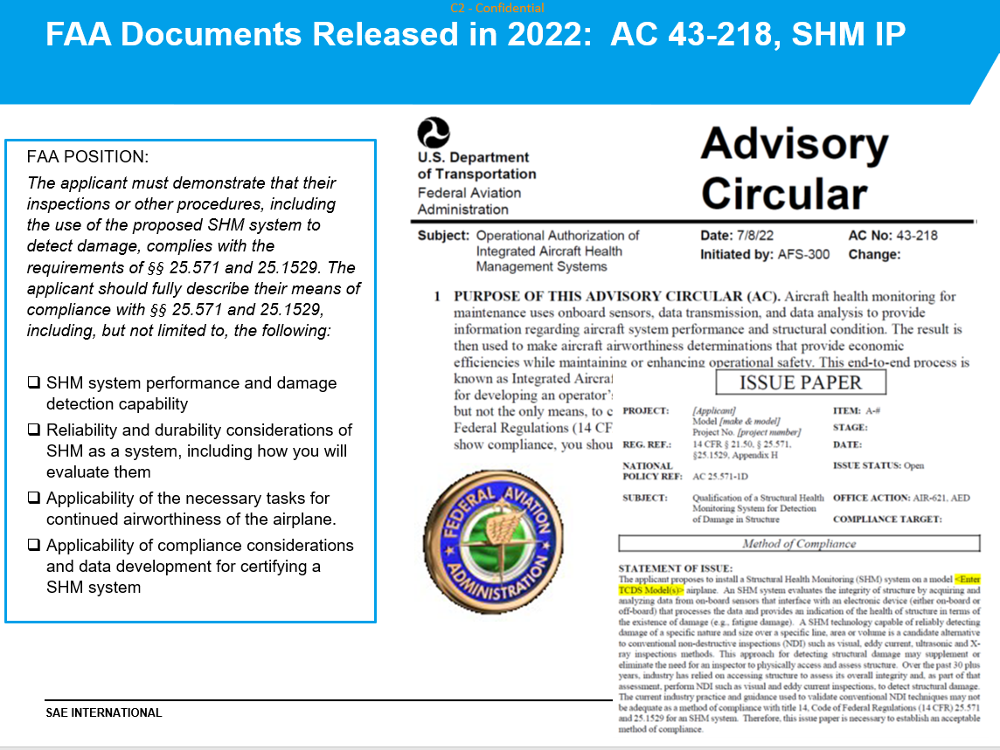 C2 - Confidential
FAA Documents Released in 2022:  AC 43-218, SHM IP
FAA POSITION:
The applicant must demonstrate that their
inspections or other procedures, including
the use of the proposed SHM system to
detect damage, complies with the
requirements of §§ 25.571 and 25.1529. The
applicant should fully describe their means of
compliance with §§ 25.571 and 25.1529,
including, but not limited to, the following:
❑ SHM system performance and damage
detection capability
❑ Reliability and durability considerations of
SHM as a system, including how you will
evaluate them
❑ Applicability of the necessary tasks for
continued airworthiness of the airplane.
❑ Applicability of compliance considerations
and data development for certifying a
SHM system
U.S. Department
of Transportation
Federal Aviation
Administration
Advisory
Circular
Subject: Operational Authorization of
Integrated Aircraft Health
Management Systems
Date: 7/8/22
AC No: 43-218
Initiated by: AFS-300
Change:
1 PURPOSE OF THIS ADVISORY CIRCULAR (AC). Aircraft health monitoring for
maintenance uses onboard sensors, data transmission, and data analysis to provide
information regarding aircraft system performance and structural condition. The result is
then used to make aircraft airworthiness determinations that provide economic
efficiencies while maintaining or enhancing operational safety. This end-to-end process is
known as Integrated Aircraf
for developing an operator's
but not the only means, to c
Federal Regulations (14 CF
show compliance, you shou
FEDERAL AVIATION
ADMINISTRATION
ISSUE PAPER
PROJECT: [Applicant]
Model [make & model]
Project No. [project number]
ITEM: A-#
STAGE:
REG. REF.: 14 CFR § 21.50, § 25.571,
§25.1529, Appendix H
DATE:
NATIONAL
POLICY REF: AC 25.571-1D
ISSUE STATUS: Open
SUBJECT: Qualification of a Structural Health
Monitoring System for Detection
of Damage in Structure
OFFICE ACTION: AIR-621, AED
COMPLIANCE TARGET:
Method of Compliance
STATEMENT OF ISSUE:
The applicant proposes to install a Structural Health Monitoring (SHM) system on a model <Enter
TCDS Model(s)> airplane. An SHM system evaluates the integrity of structure by acquiring and
analyzing data from on-board sensors that interface with an electronic device (either on-board or
off-board) that processes the data and provides an indication of the health of structure in terms of
the existence of damage (e.g., fatigue damage). A SHM technology capable of reliably detecting
damage of a specific nature and size over a specific line, area or volume is a candidate alternative
to conventional non-destructive inspections (NDI) such as visual, eddy current, ultrasonic and X-
ray inspections methods. This approach for detecting structural damage may supplement or
eliminate the need for an inspector to physically access and assess structure. Over the past 30 plus
years, industry has relied on accessing structure to assess its overall integrity and, as part of that
assessment, perform NDI such as visual and eddy current inspections, to detect structural damage.
The current industry practice and guidance used to validate conventional NDI techniques may not
be adequate as a method of compliance with title 14, Code of Federal Regulations (14 CFR) 25.571
and 25.1529 for an SHM system. Therefore, this issue paper is necessary to establish an acceptable
method of compliance.
SAE INTERNATIONAL